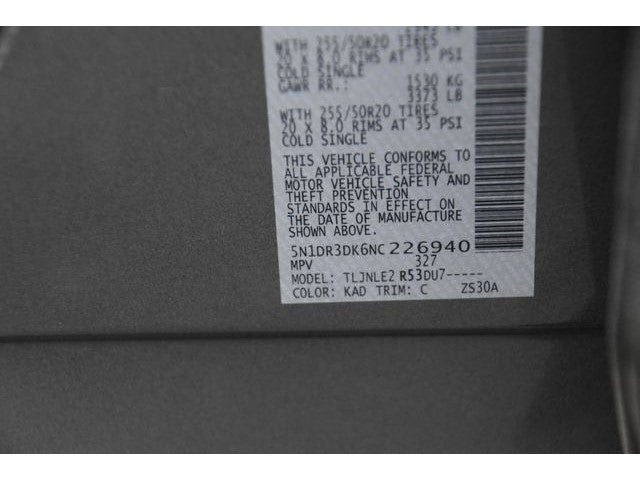 WITH 255/50R20 TIRES
20 x 8.0 RIMS AT 35 PSI
COLD SINGLE
GAWR RR.: 1530 KG
3373 LB
WITH 255/50R20 TIRES
20 x 8.0 RIMS AT 35 PSI
COLD SINGLE
THIS VEHICLE CONFORMS TO
ALL APPLICABLE FEDERAL
MOTOR VEHICLE SAFETY AND
THEFT PREVENTION
STANDARDS IN EFFECT ON
THE DATE OF MANUFACTURE
SHOWN ABOVE.
5N1DR3DK6NC226940
MPV 327
MODEL: TLJNLE2 R53DU7-----
COLOR: KAD TRIM: C ZS30A